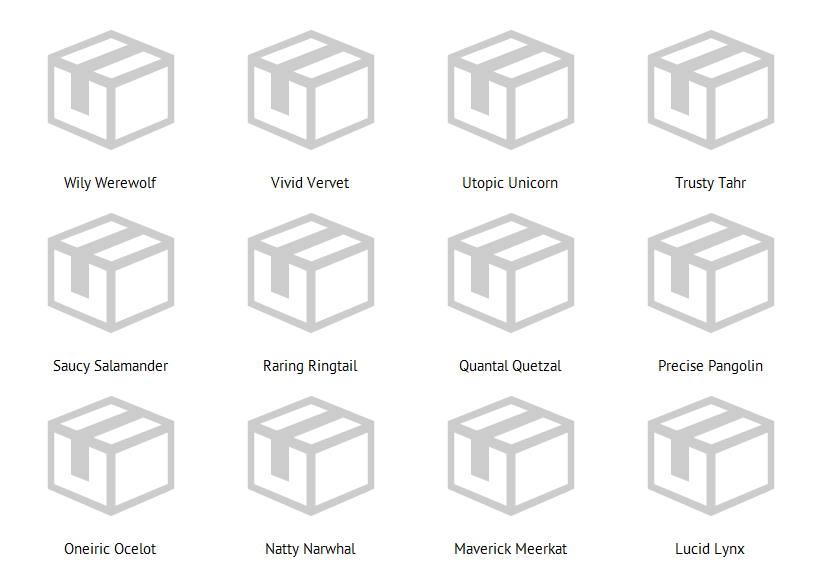 Wily Werewolf
Vivid Vervet
Utopic Unicorn
Trusty Tahr
Saucy Salamander
Raring Ringtail
Quantal Quetzal
Precise Pangolin
Oneiric Ocelot
Natty Narwhal
Maverick Meerkat
Lucid Lynx